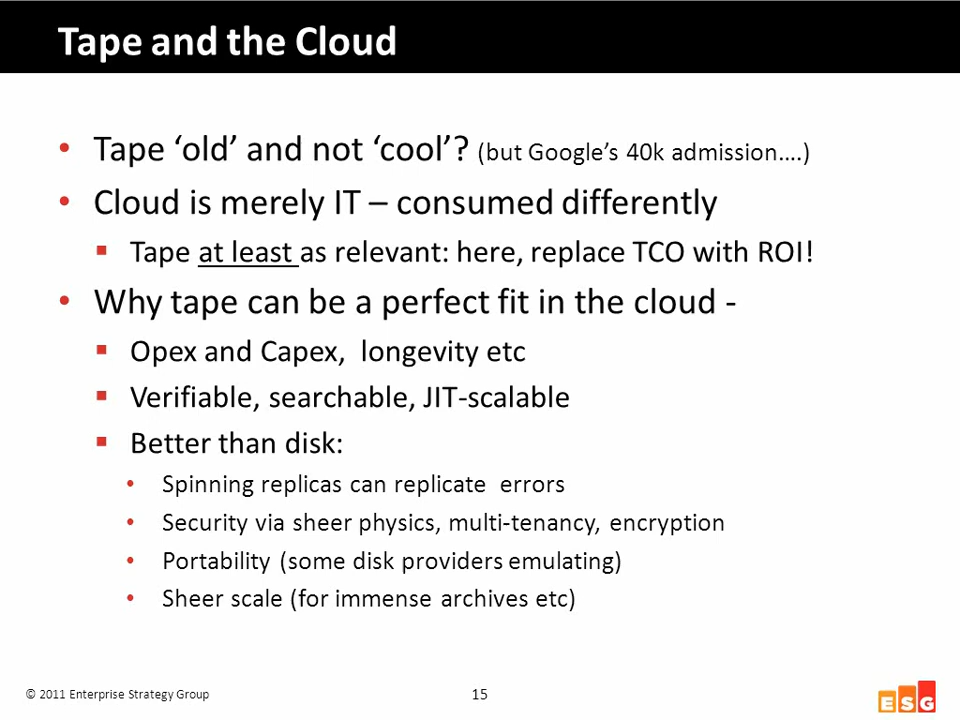 Tape and the Cloud
• Tape ‘old’ and not ‘cool’? (but Google’s 40k admission....)
• Cloud is merely IT – consumed differently
▪ Tape at least as relevant: here, replace TCO with ROI!
• Why tape can be a perfect fit in the cloud -
▪ Opex and Capex,  longevity etc
▪ Verifiable, searchable, JIT-scalable
▪ Better than disk:
• Spinning replicas can replicate  errors
• Security via sheer physics, multi-tenancy, encryption
• Portability (some disk providers emulating)
• Sheer scale (for immense archives etc)
© 2011 Enterprise Strategy Group
15
ESG